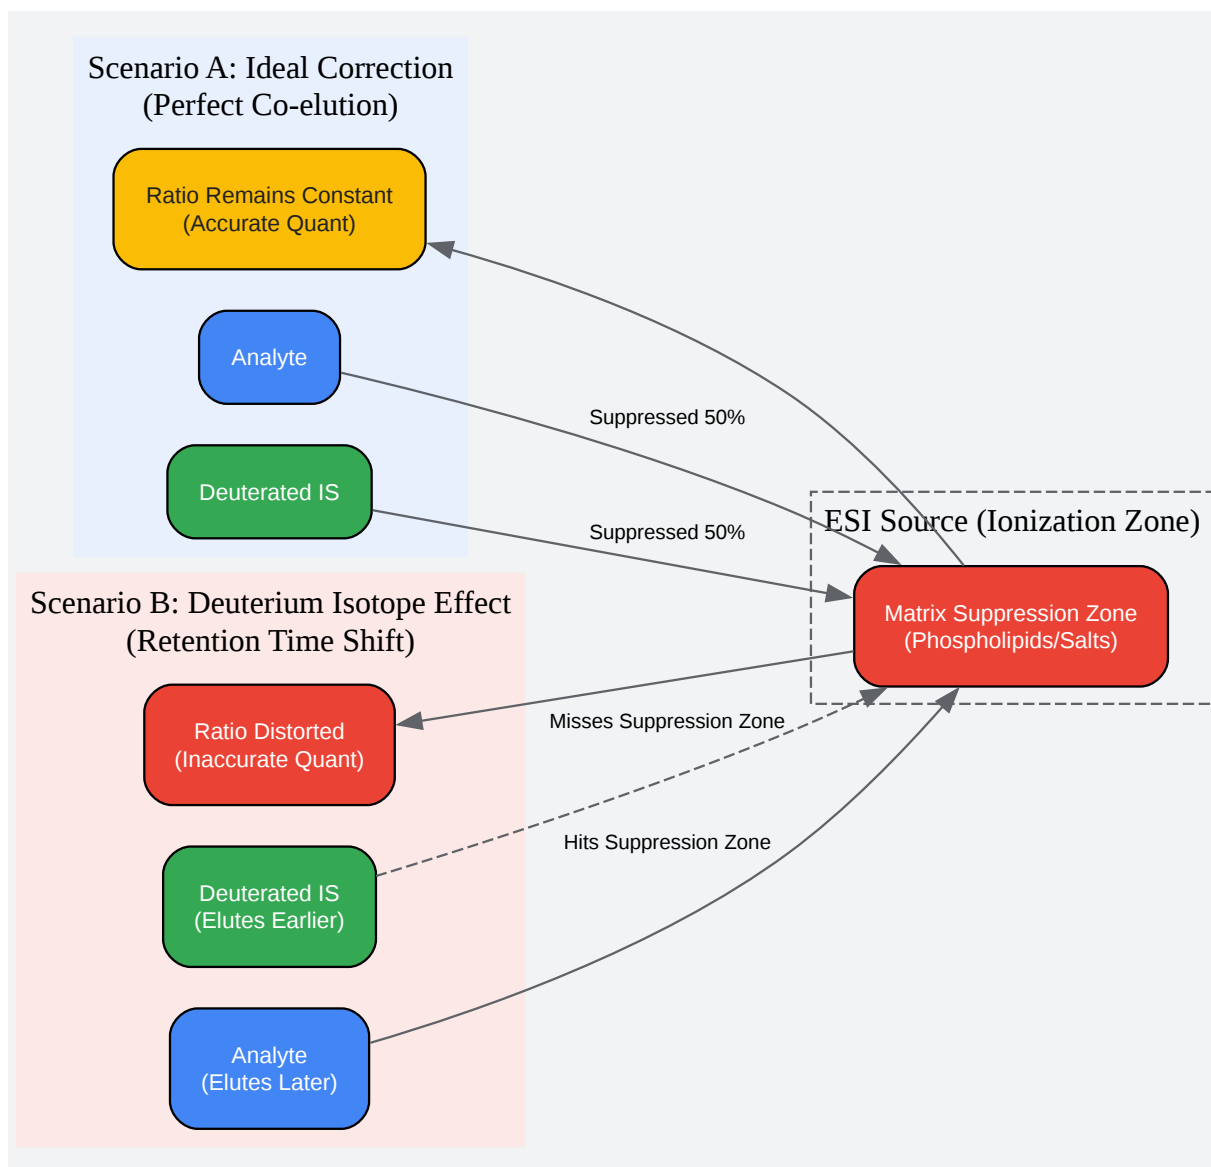 Scenario A: Ideal Correction
(Perfect Co-elution)
Ratio Remains Constant
(Accurate Quant)
Analyte
Suppressed 50%
Deuterated IS
Suppressed 50%
ESI Source (Ionization Zone)
Matrix Suppression Zone
(Phospholipids/Salts)
Scenario B: Deuterium Isotope Effect
(Retention Time Shift)
Ratio Distorted
(Inaccurate Quant)
Misses Suppression Zone
Deuterated IS
(Elutes Earlier)
Hits Suppression Zone
Analyte
(Elutes Later)